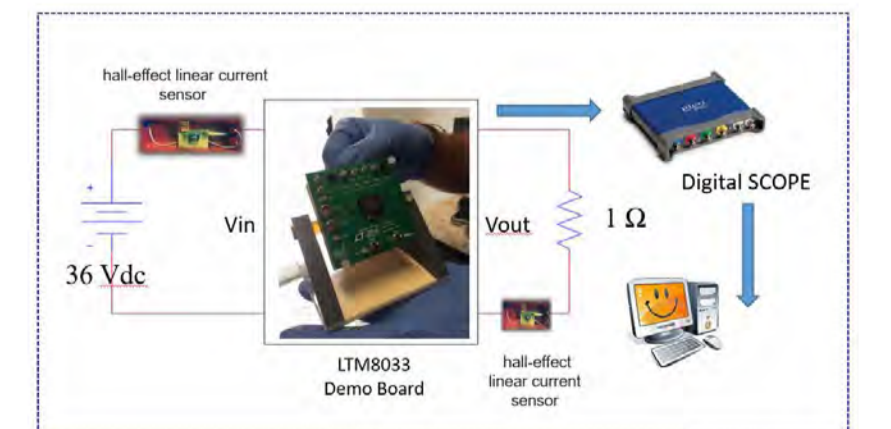 hall-effect linear current
sensor
Vin
Vout
1 Ω
Digital SCOPE
+
-
36 Vdc
LTM8033
Demo Board
hall-effect
linear current
sensor